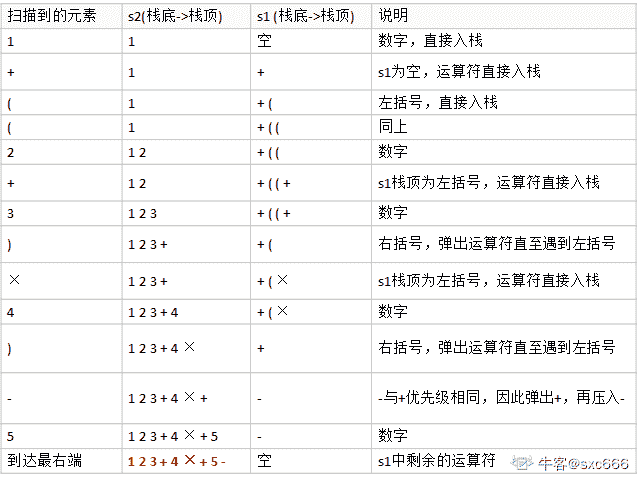 扫描到的元素 s2(栈底->栈顶) s1 (栈底->栈顶) 说明
1 1 空 数字，直接入栈
+ 1 + s1为空，运算符直接入栈
( 1 + ( 左括号，直接入栈
( 1 + ( ( 同上
2 1 2 + ( ( 数字
+ 1 2 + ( ( + s1栈顶为左括号，运算符直接入栈
3 1 2 3 + ( ( + 数字
) 1 2 3 + + ( 右括号，弹出运算符直至遇到左括号
× 1 2 3 + + ( × s1栈顶为左括号，运算符直接入栈
4 1 2 3 + 4 + ( × 数字
) 1 2 3 + 4 × + 右括号，弹出运算符直至遇到左括号
- 1 2 3 + 4 × + - -与+优先级相同，因此弹出+，再压入-
5 1 2 3 + 4 × + 5 - 数字
到达最右端 1 2 3 + 4 × + 5 - 空 s1中剩余的运算符
牛客@sxc666